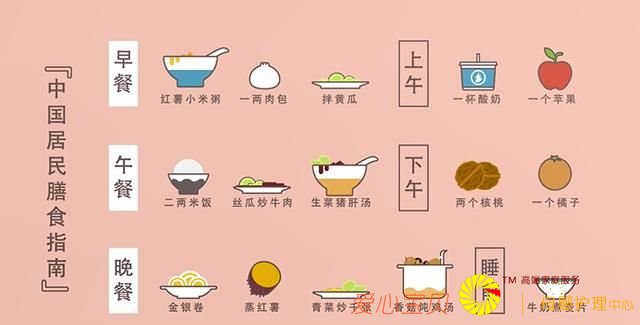 『中国居民膳食指南』
早餐
红薯小米粥
一两肉包
拌黄瓜
上午
一杯酸奶
一个苹果
午餐
二两米饭
丝瓜炒牛肉
生菜猪肝汤
下午
两个核桃
一个橘子
晚餐
金银卷
蒸红薯
青菜炒干
香菇炖鸡汤
睡
牛奶煮麦片
爱心宝贝
TM 高端家庭服务
护理中心